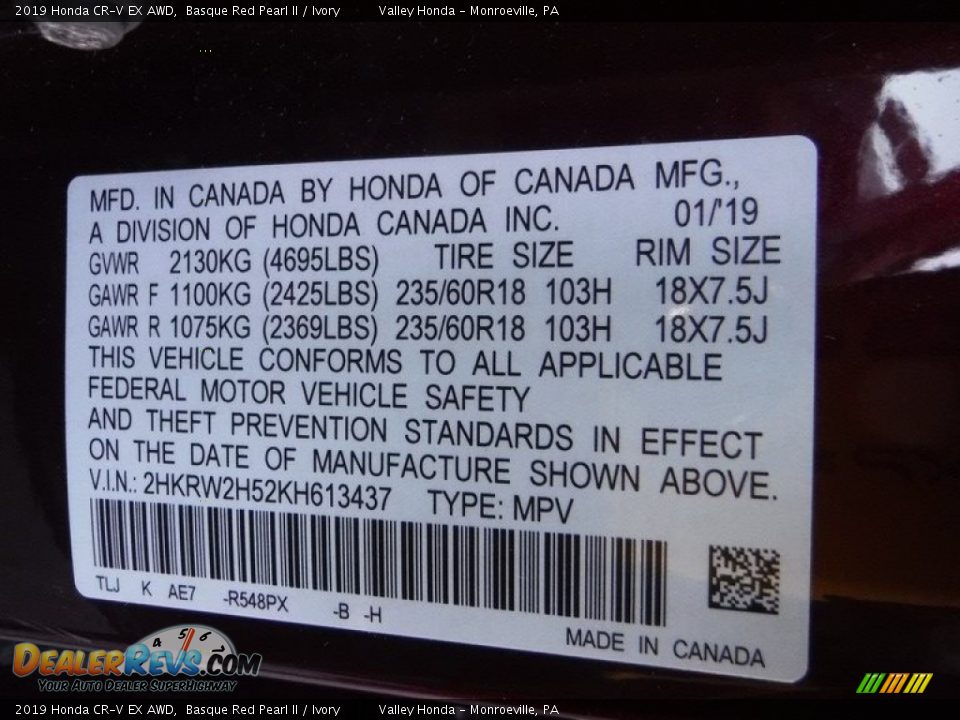 2019 Honda CR-V EX AWD, Basque Red Pearl II / Ivory Valley Honda - Monroeville, PA
MFD. IN CANADA BY HONDA OF CANADA MFG.,
A DIVISION OF HONDA CANADA INC. 01/'19
GVWR 2130KG (4695LBS) TIRE SIZE RIM SIZE
GAWR F 1100KG (2425LBS) 235/60R18 103H 18X7.5J
GAWR R 1075KG (2369LBS) 235/60R18 103H 18X7.5J
THIS VEHICLE CONFORMS TO ALL APPLICABLE
FEDERAL MOTOR VEHICLE SAFETY
AND THEFT PREVENTION STANDARDS IN EFFECT
ON THE DATE OF MANUFACTURE SHOWN ABOVE.
V.I.N.: 2HKRW2H52KH613437 TYPE: MPV
TLJ K AE7 -R548PX -B -H
MADE IN CANADA
4 5 6
DEALERREVS.COM
YOUR AUTO DEALER SUPERHIGHWAY
2019 Honda CR-V EX AWD, Basque Red Pearl II / Ivory Valley Honda - Monroeville, PA